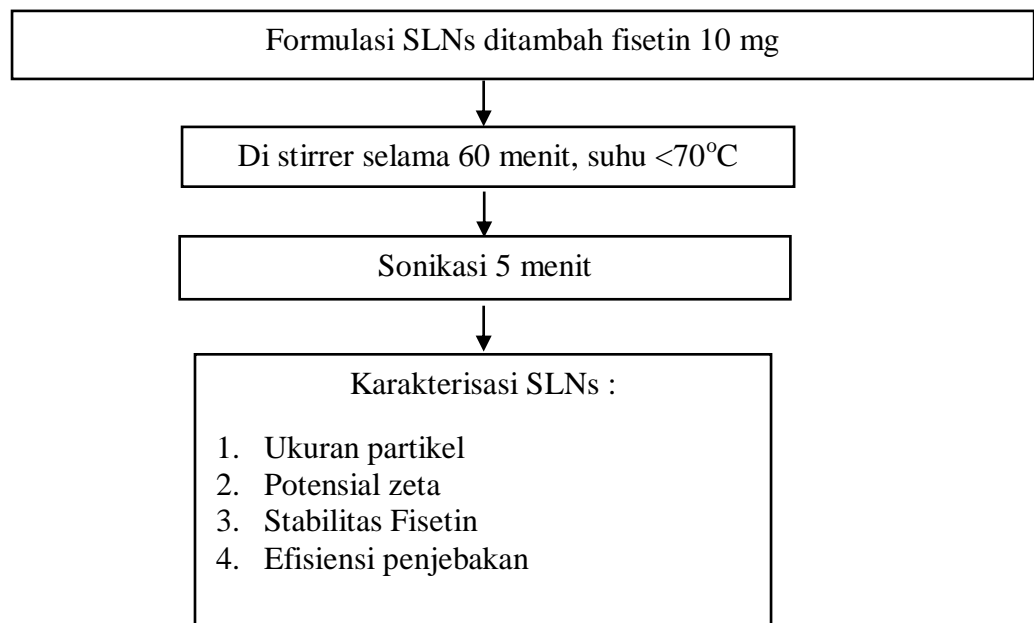 Formulasi SLNs ditambah fisetin 10 mg
Di stirrer selama 60 menit, suhu <70°C
Sonikasi 5 menit
Karakterisasi SLNs :
1. Ukuran partikel
2. Potensial zeta
3. Stabilitas Fisetin
4. Efisiensi penjebakan